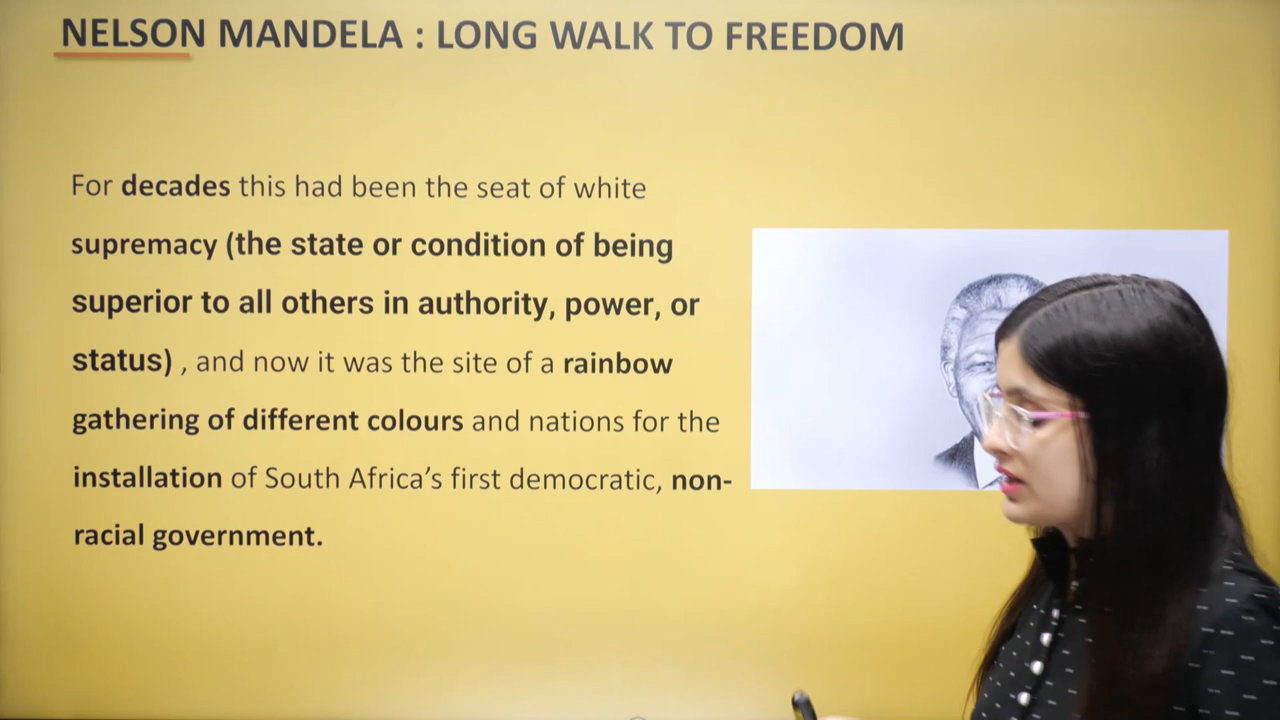 NELSON MANDELA : LONG WALK TO FREEDOM
For decades this had been the seat of white
supremacy (the state or condition of being
superior to all others in authority, power, or
status) , and now it was the site of a rainbow
gathering of different colours and nations for the
installation of South Africa’s first democratic, non-
racial government.